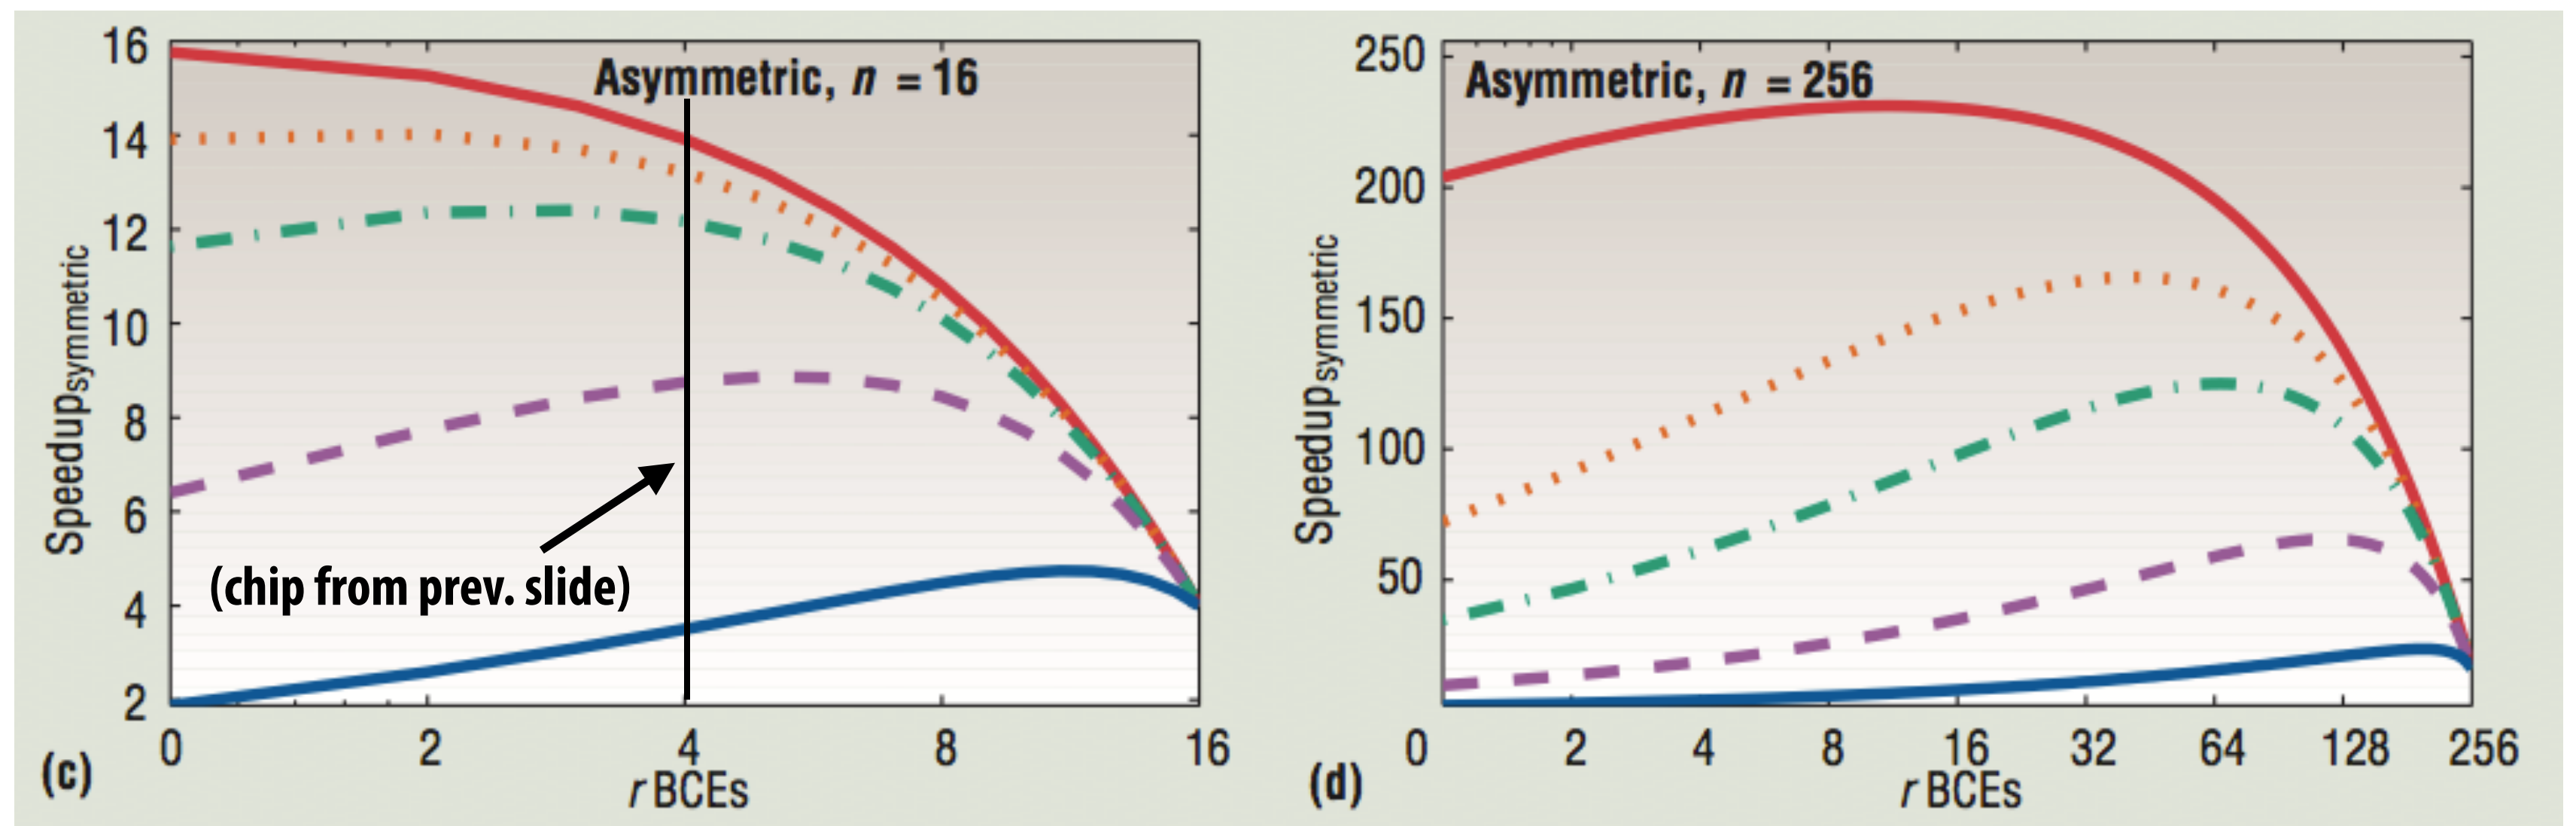 16
14
12
10
8
6
4
2
Speedupsymmetric
Asymmetric, n = 16
(chip from prev. slide)
0 2 4 8 16
r BCEs
(c)
250
200
150
100
50
Speedupsymmetric
Asymmetric, n = 256
0 2 4 8 16 32 64 128 256
r BCEs
(d)